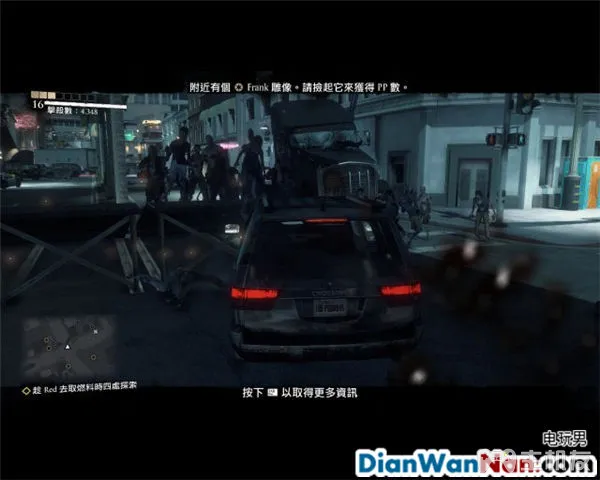 附近有個 Frank 雕像。請撿起它來獲得 PP 數。
16
擊殺數：4,348
趁 Red 去取燃料時四處探索
按下 以取得更多資訊
电玩男
DianWanNan.com